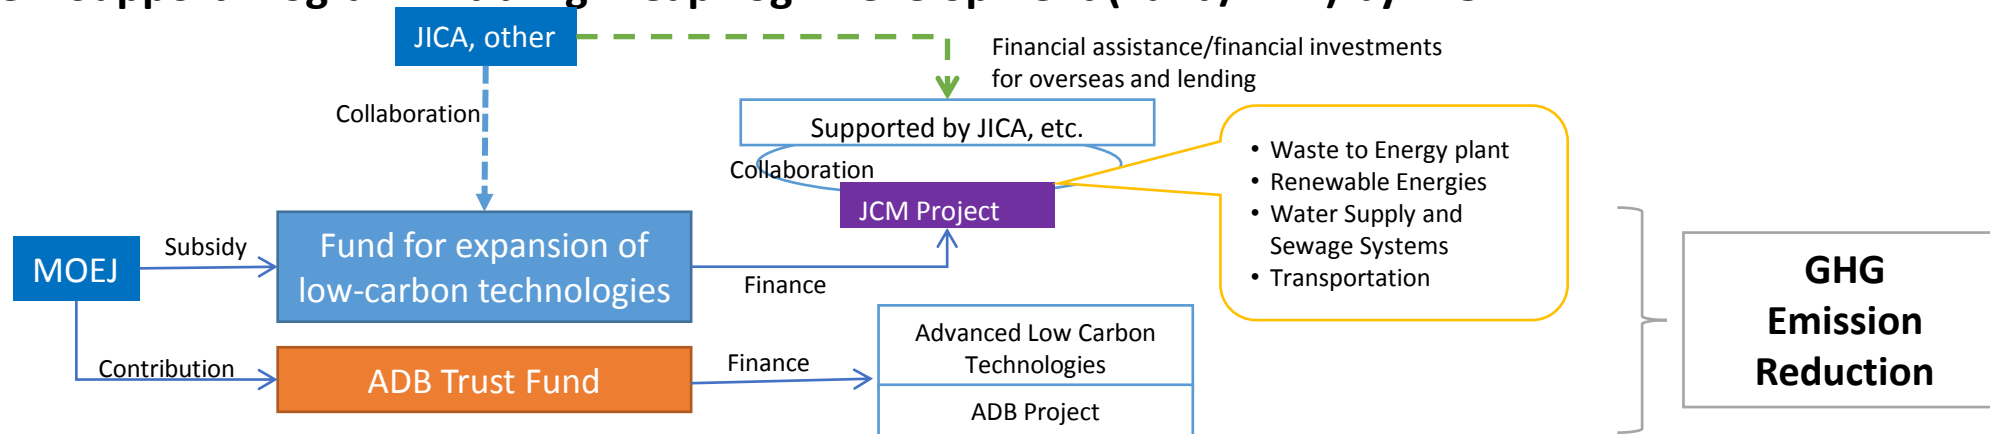 JICA, other
Financial assistance/financial investments
for overseas and lending
Collaboration
Supported by JICA, etc.
Collaboration
JCM Project
• Waste to Energy plant
• Renewable Energies
• Water Supply and
Sewage Systems
• Transportation
MOEJ
Subsidy
Fund for expansion of
low-carbon technologies
Finance
GHG
Emission
Reduction
Contribution
ADB Trust Fund
Finance
Advanced Low Carbon
Technologies
ADB Project